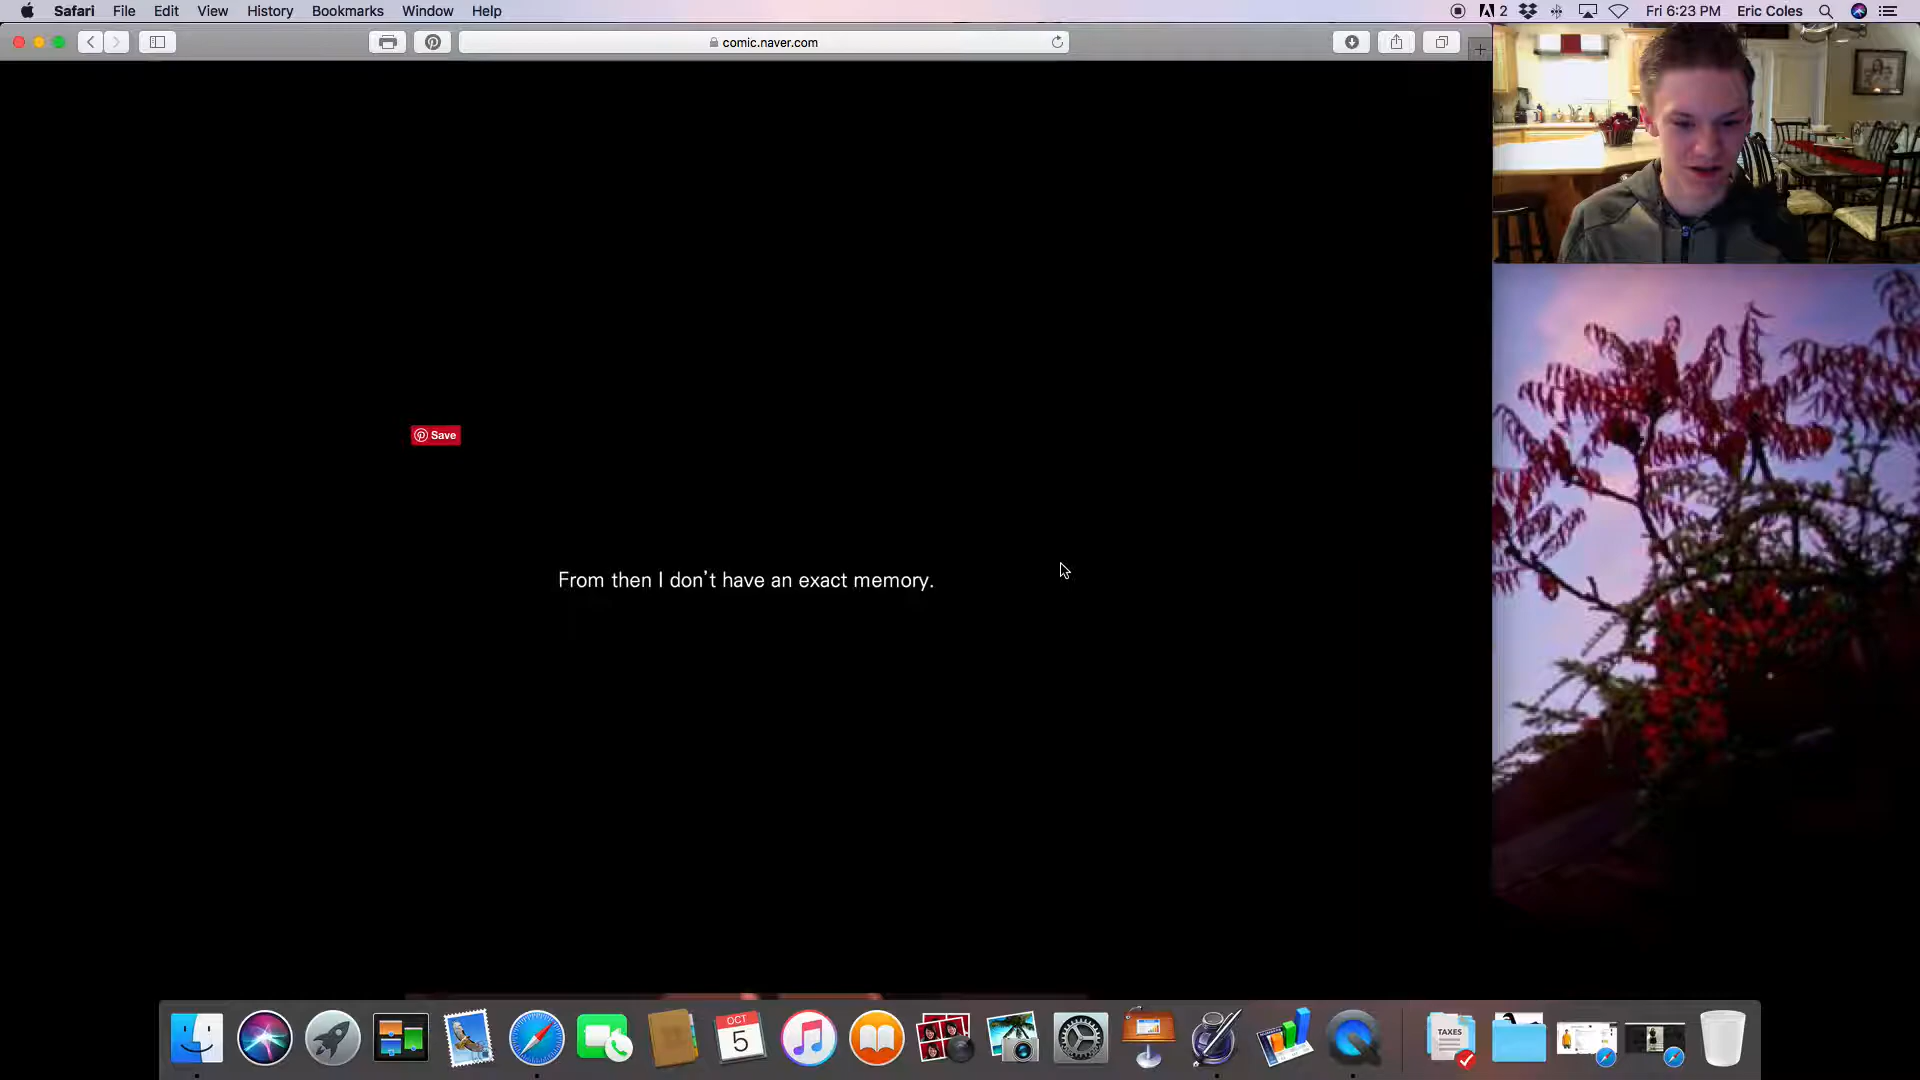 Safari File Edit View History Bookmarks Window Help
2 Fri 6:23 PM Eric Coles
comic.naver.com
Save
From then I don't have an exact memory.
OCT
5
TAXES